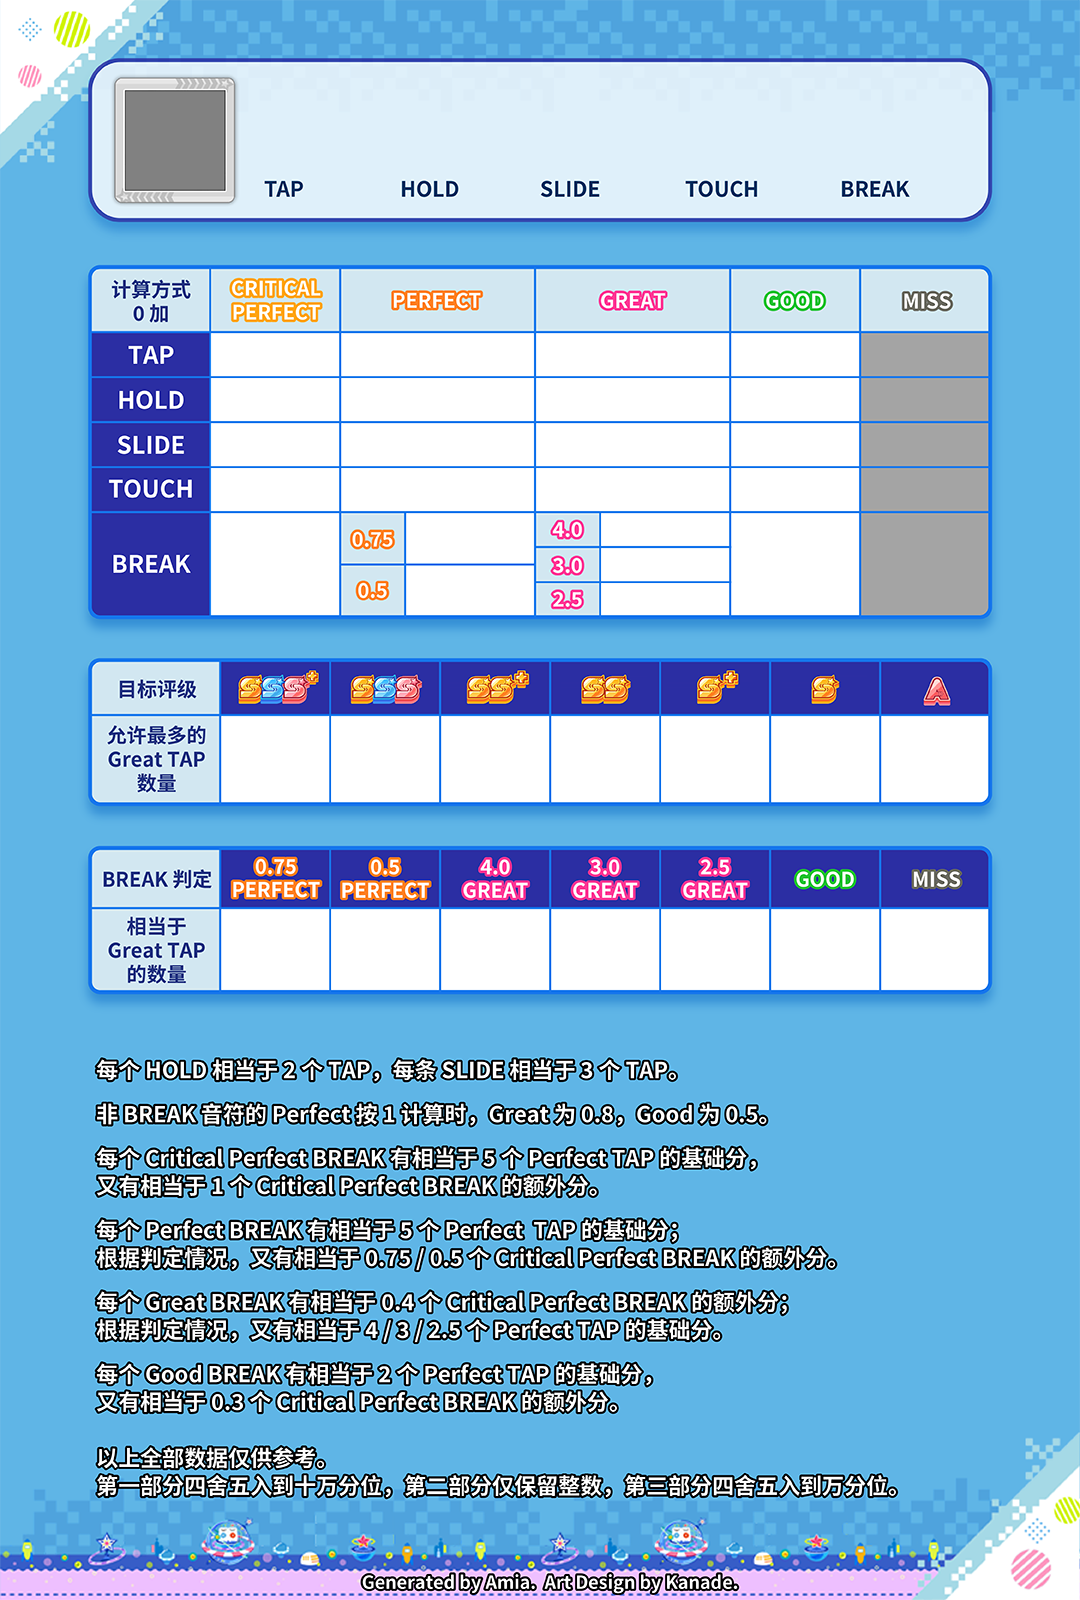 TAP HOLD SLIDE TOUCH BREAK
计算方式
0 加
CRITICAL
PERFECT
PERFECT
GREAT
GOOD
MISS
TAP
HOLD
SLIDE
TOUCH
BREAK
0.75
0.5
4.0
3.0
2.5
目标评级
SSS+ SSS SS+ SS S+ S A
允许最多的
Great TAP
数量
BREAK 判定
0.75
PERFECT
0.5
PERFECT
4.0
GREAT
3.0
GREAT
2.5
GREAT
GOOD
MISS
相当于
Great TAP
的数量
每个 HOLD 相当于 2 个 TAP，每条 SLIDE 相当于 3 个 TAP。
非 BREAK 音符的 Perfect 按 1 计算时，Great 为 0.8，Good 为 0.5。
每个 Critical Perfect BREAK 有相当于 5 个 Perfect TAP 的基础分，
又有相当于 1 个 Critical Perfect BREAK 的额外分。
每个 Perfect BREAK 有相当于 5 个 Perfect TAP 的基础分；
根据判定情况，又有相当于 0.75 / 0.5 个 Critical Perfect BREAK 的额外分。
每个 Great BREAK 有相当于 0.4 个 Critical Perfect BREAK 的额外分；
根据判定情况，又有相当于 4 / 3 / 2.5 个 Perfect TAP 的基础分。
每个 Good BREAK 有相当于 2 个 Perfect TAP 的基础分，
又有相当于 0.3 个 Critical Perfect BREAK 的额外分。
以上全部数据仅供参考。
第一部分四舍五入到十万分位，第二部分仅保留整数，第三部分四舍五入到万分位。
Generated by Amia. Art Design by Kanade.